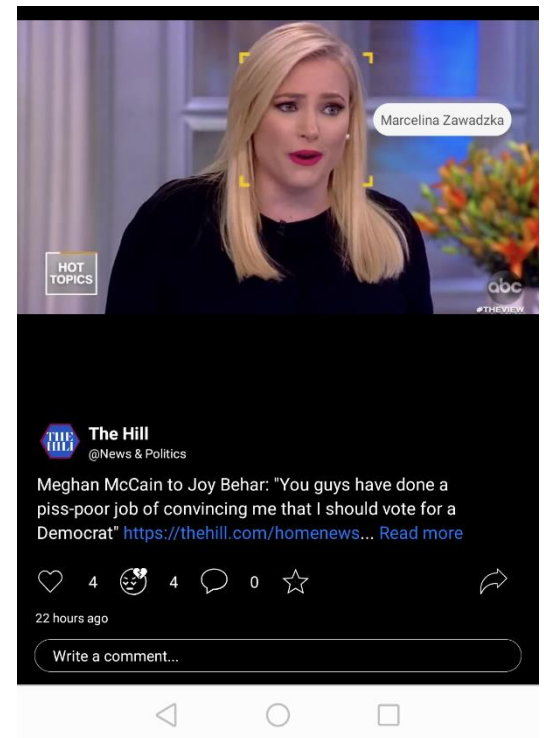 Marcelina Zawadzka
HOT
TOPICS
abc
#THEVIEW
THE
HILL
The Hill
@News & Politics
Meghan McCain to Joy Behar: "You guys have done a
piss-poor job of convincing me that I should vote for a
Democrat" https://thehill.com/homenews... Read more
4
4
0
22 hours ago
Write a comment...